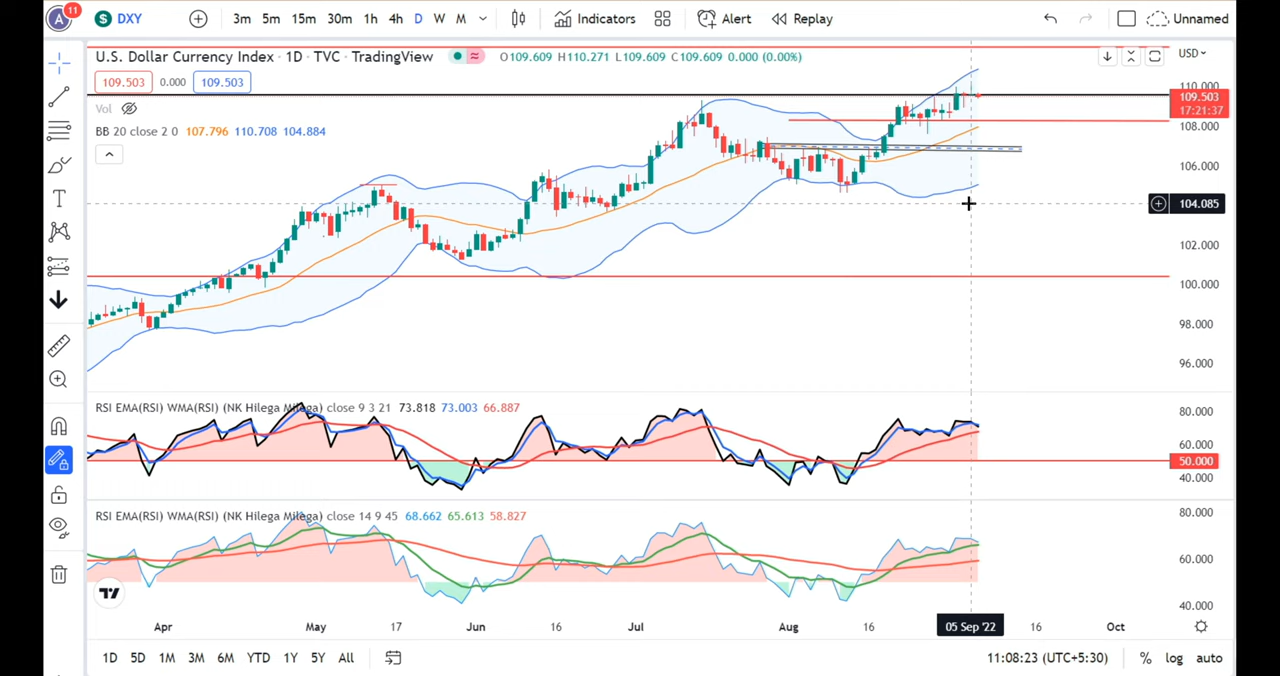 A 11 DXY 3m 5m 15m 30m 1h 4h D W M Indicators Alert Replay Unnamed
U.S. Dollar Currency Index · 1D · TVC · TradingView O109.609 H110.271 L109.609 C109.609 0.000 (0.00%) USD
109.503 0.000 109.503
Vol
BB 20 close 2 0 107.796 110.708 104.884
110.000
109.503
17:21:37
108.000
106.000
104.085
102.000
100.000
98.000
96.000
RSI EMA(RSI) WMA(RSI) (NK Hilega Milega) close 9 3 21 73.818 73.003 66.887
80.000
60.000
50.000
40.000
RSI EMA(RSI) WMA(RSI) (NK Hilega Milega) close 14 9 45 68.662 65.613 58.827
80.000
60.000
40.000
Apr May 17 Jun 16 Jul Aug 16 05 Sep '22 16 Oct
1D 5D 1M 3M 6M YTD 1Y 5Y All 11:08:23 (UTC+5:30) % log auto